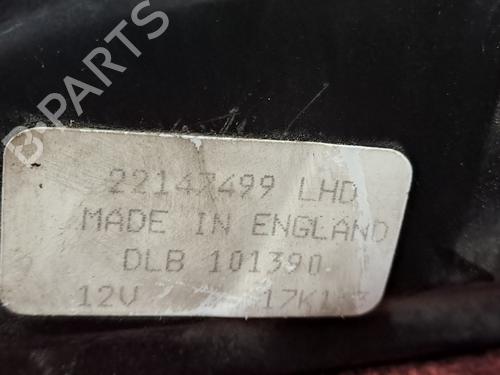 B-PARTS
22147499 LHD
MADE IN ENGLAND
DLB 101390
12V